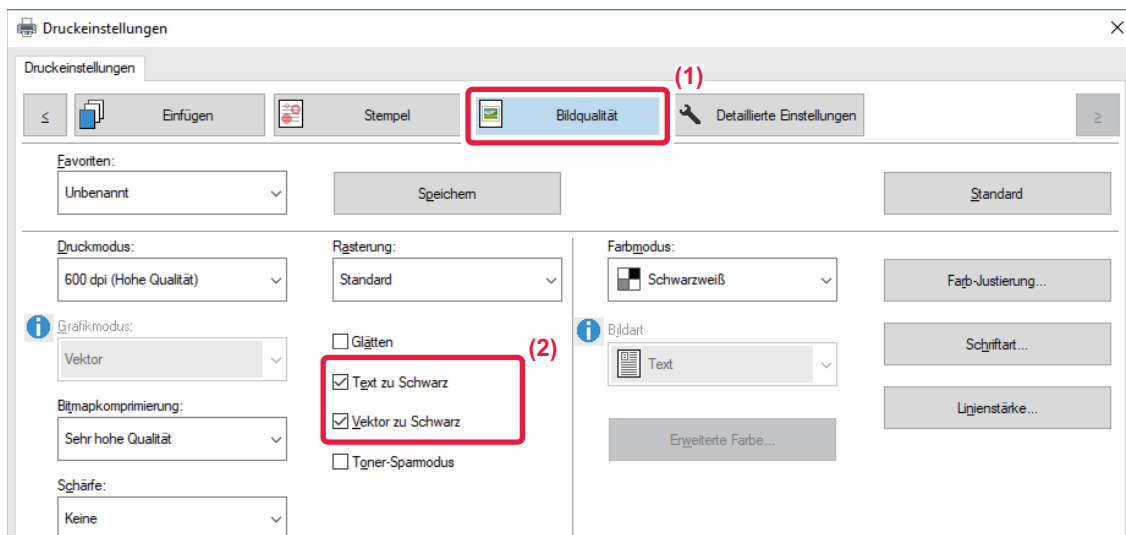 Druckeinstellungen
Druckeinstellungen
(1)
≤ Einfügen Stempel Bildqualität Detaillierte Einstellungen ≥
Favoriten:
Unbenannt Speichern Standard
Druckmodus: Rasterung: Farbmodus:
600 dpi (Hohe Qualität) Standard Schwarzweiß Farb-Justierung...
Grafikmodus: Glätten Bildart
(2)
Vektor Text Schriftart...
Text zu Schwarz
Bitmapkomprimierung: Vektor zu Schwarz Linienstärke...
Sehr hohe Qualität Erweiterte Farbe...
Toner-Sparmodus
Schärfe:
Keine